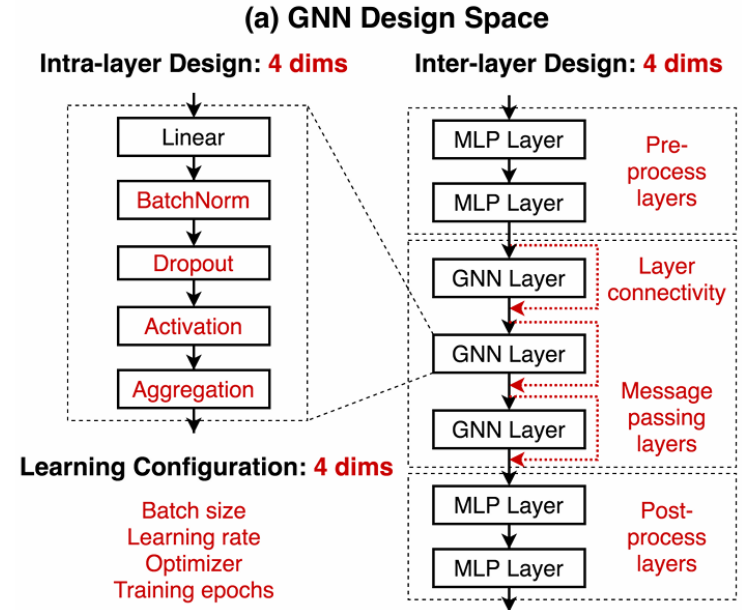 (a) GNN Design Space
Intra-layer Design: 4 dims
Linear
BatchNorm
Dropout
Activation
Aggregation
Learning Configuration: 4 dims
Batch size
Learning rate
Optimizer
Training epochs
Inter-layer Design: 4 dims
MLP Layer
MLP Layer
Pre-
process
layers
GNN Layer
GNN Layer
GNN Layer
Layer
connectivity
Message
passing
layers
MLP Layer
MLP Layer
Post-
process
layers